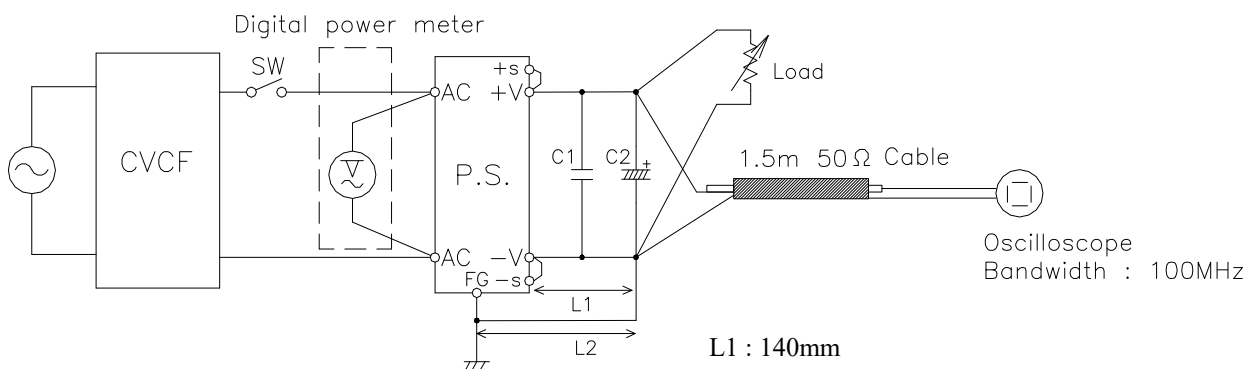 Digital power meter
SW
+s
AC
+V
Load
CVCF
V
C1
C2
+
1.5m 50Ω Cable
P.S.
AC
-V
FG
-s
Oscilloscope
Bandwidth : 100MHz
L1
L2
L1 : 140mm